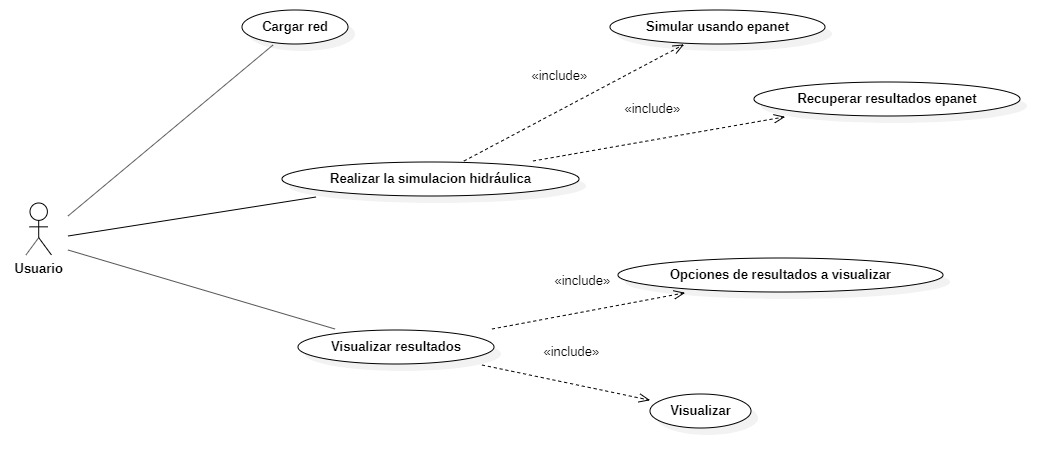 Cargar red
Simular usando epanet
«include»
Recuperar resultados epanet
«include»
Realizar la simulacion hidráulica
Usuario
Opciones de resultados a visualizar
«include»
Visualizar resultados
«include»
Visualizar